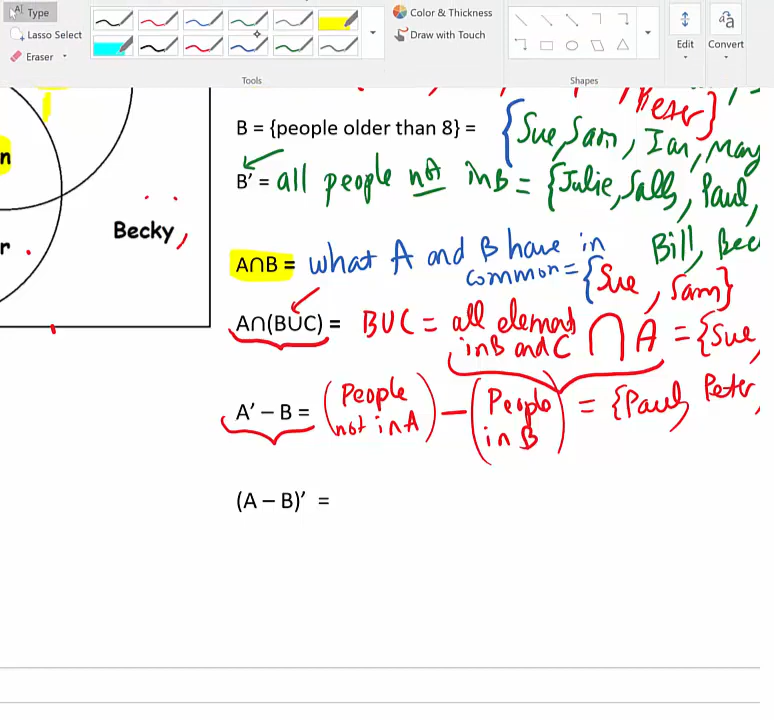 Type
Lasso Select
Eraser
Color & Thickness
Draw with Touch
Edit
Convert
Tools
Shapes
Peter}
B = {people older than 8} = {Sue, Sam, Ian, Mary
B' = all people not in B = {Julie, Sally, Paul,
Bill, Bec
n
Becky,
r
A∩B = what A and B have in
common = {Sue, Sam}
A∩(BUC) = BUC = all element
in B and C ∩ A = {Sue,
A' – B = (People not in A) – (People in B) = {Paul, Peter,
(A – B)' =